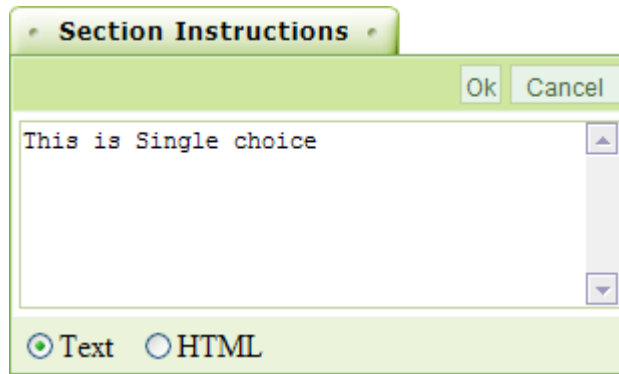 Section Instructions
Ok Cancel
This is Single choice
Text HTML